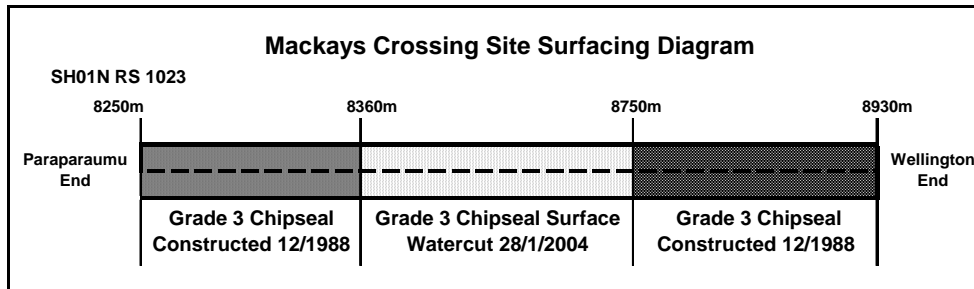 Mackays Crossing Site Surfacing Diagram
SH01N RS 1023
8250m 8360m 8750m 8930m
Paraparaumu
End
Wellington
End
Grade 3 Chipseal
Constructed 12/1988
Grade 3 Chipseal Surface
Watercut 28/1/2004
Grade 3 Chipseal
Constructed 12/1988